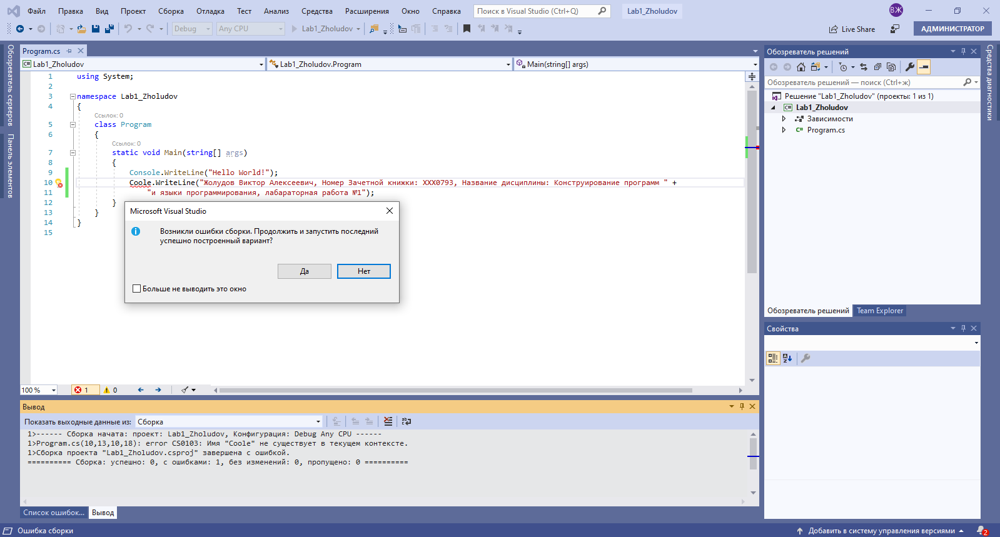 Файл Правка Вид Проект Сборка Отладка Тест Анализ Средства Расширения Окно Справка Поиск в Visual Studio (Ctrl+Q) Lab1_Zholudov ВЖ
Debug Any CPU Lab1_Zholudov Live Share АДМИНИСТРАТОР
Обозреватель серверов
Панель элементов
Program.cs
Lab1_Zholudov Lab1_Zholudov.Program Main(string[] args)
1 using System;
2
3 namespace Lab1_Zholudov
4 {
Ссылок: 0
5 class Program
6 {
Ссылок: 0
7 static void Main(string[] args)
8 {
9 Console.WriteLine("Hello World!");
10 Coole.WriteLine("Жолудов Виктор Алексеевич, Номер Зачетной книжки: XXX0793, Название дисциплины: Конструирование программ " +
11 "и языки программирования, лабараторная работа №1");
12 }
13 }
14 }
15
Microsoft Visual Studio
Возникли ошибки сборки. Продолжить и запустить последний
успешно построенный вариант?
Да Нет
Больше не выводить это окно
100 % 1 0
Вывод
Показать выходные данные из: Сборка
1>------ Сборка начата: проект: Lab1_Zholudov, Конфигурация: Debug Any CPU ------
1>Program.cs(10,13,10,18): error CS0103: Имя "Coole" не существует в текущем контексте.
1>Сборка проекта "Lab1_Zholudov.csproj" завершена с ошибкой.
========== Сборка: успешно: 0, с ошибками: 1, без изменений: 0, пропущено: 0 ==========
Список ошибок... Вывод
Обозреватель решений
Обозреватель решений — поиск (Ctrl+ж)
Решение "Lab1_Zholudov" (проекты: 1 из 1)
C# Lab1_Zholudov
Зависимости
C# Program.cs
Обозреватель решений Team Explorer
Свойства
Средства диагностики
Ошибка сборки Добавить в систему управления версиями 2